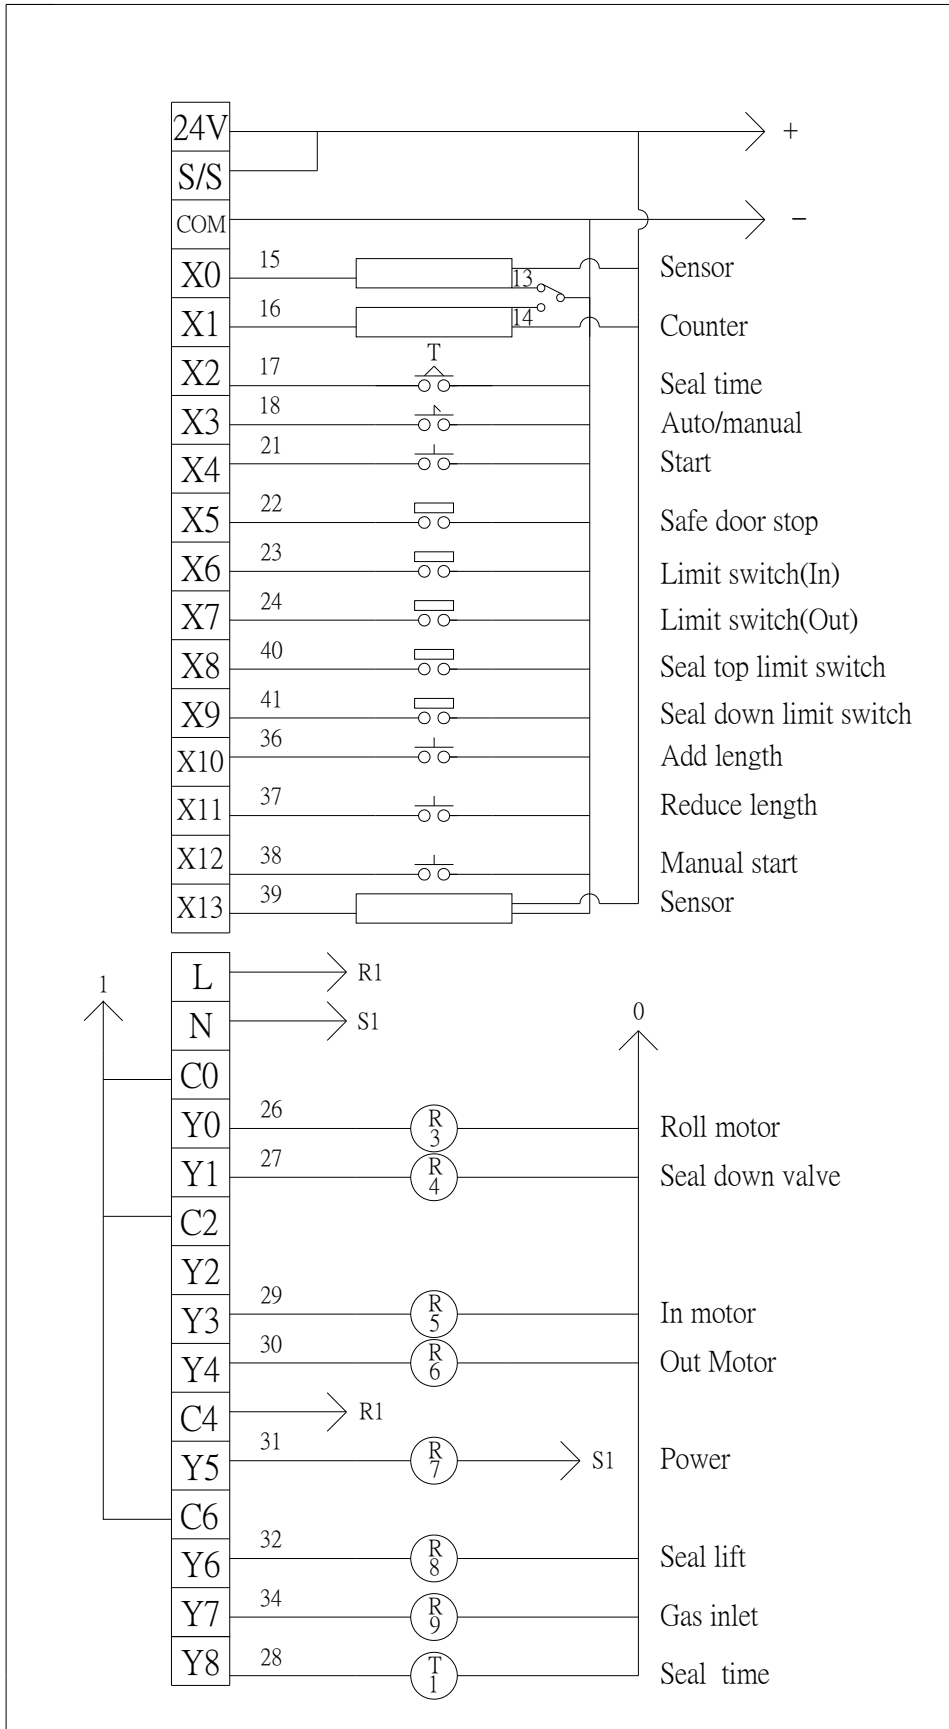 24V +
S/S
COM −
X0 15 13 Sensor
X1 16 14 Counter
T
X2 17 Seal time
X3 18 Auto/manual
X4 21 Start
X5 22 Safe door stop
X6 23 Limit switch(In)
X7 24 Limit switch(Out)
X8 40 Seal top limit switch
X9 41 Seal down limit switch
X10 36 Add length
X11 37 Reduce length
X12 38 Manual start
X13 39 Sensor
1 L R1
N S1 0
C0
Y0 26 R3 Roll motor
Y1 27 R4 Seal down valve
C2
Y2
Y3 29 R5 In motor
Y4 30 R6 Out Motor
C4 R1
Y5 31 R7 S1 Power
C6
Y6 32 R8 Seal lift
Y7 34 R9 Gas inlet
Y8 28 T1 Seal time